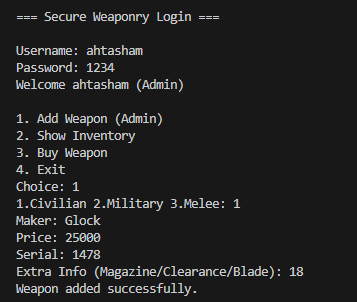 === Secure Weaponry Login ===
Username: ahtasham
Password: 1234
Welcome ahtasham (Admin)
1. Add Weapon (Admin)
2. Show Inventory
3. Buy Weapon
4. Exit
Choice: 1
1.Civilian 2.Military 3.Melee: 1
Maker: Glock
Price: 25000
Serial: 1478
Extra Info (Magazine/Clearance/Blade): 18
Weapon added successfully.